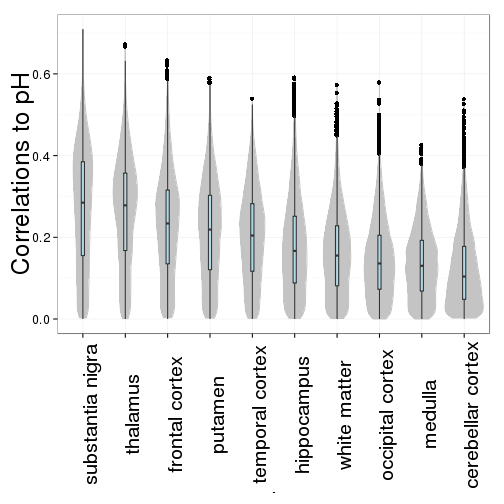 Correlations to pH
0.6
0.4
0.2
0.0
substantia nigra
thalamus
frontal cortex
putamen
temporal cortex
hippocampus
white matter
occipital cortex
medulla
cerebellar cortex